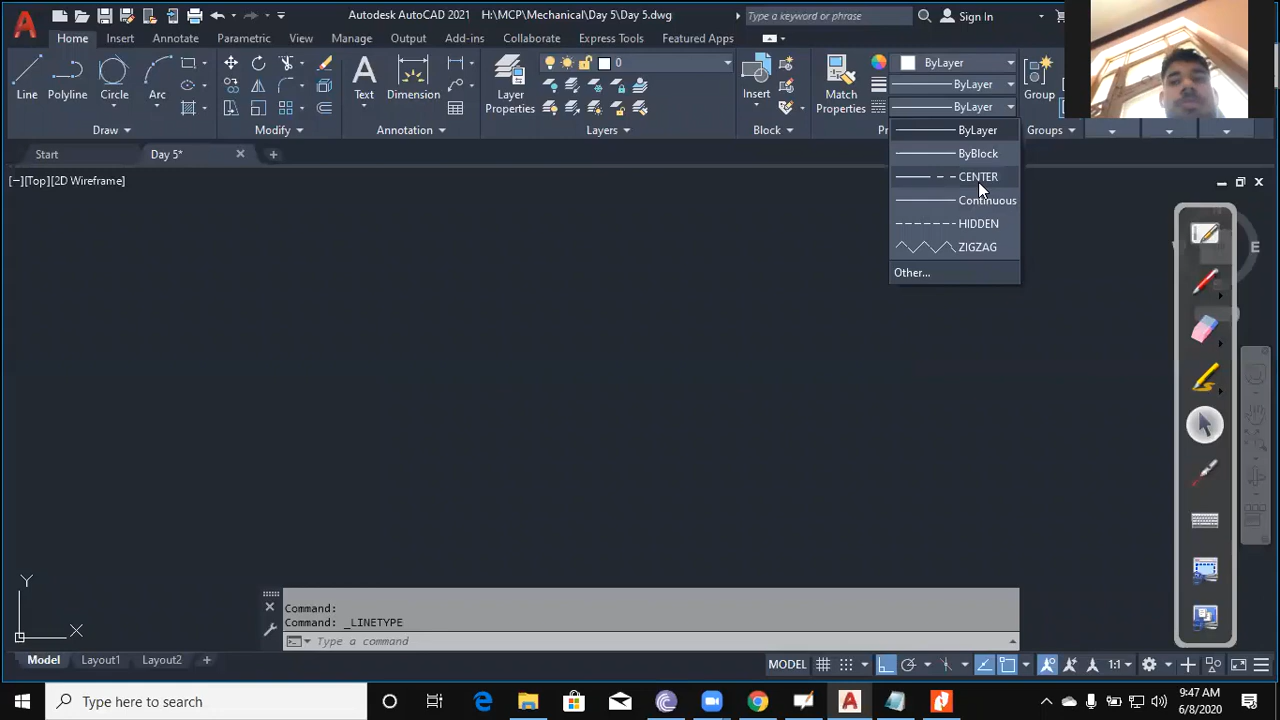 Autodesk AutoCAD 2021 H:\MCP\Mechanical\Day 5\Day 5.dwg
Type a keyword or phrase
Sign In
Home Insert Annotate Parametric View Manage Output Add-ins Collaborate Express Tools Featured Apps
0
ByLayer
ByLayer
ByLayer
Line Polyline Circle Arc
Text Dimension
Layer
Properties
Insert
Match
Properties
Group
Draw Modify Annotation Layers Block Groups
ByLayer
ByBlock
CENTER
Continuous
HIDDEN
ZIGZAG
Other...
Start Day 5*
[−][Top][2D Wireframe]
W E
Y
X
Command:
Command: _LINETYPE
Type a command
Model Layout1 Layout2
MODEL 1:1
Type here to search
9:47 AM
6/8/2020